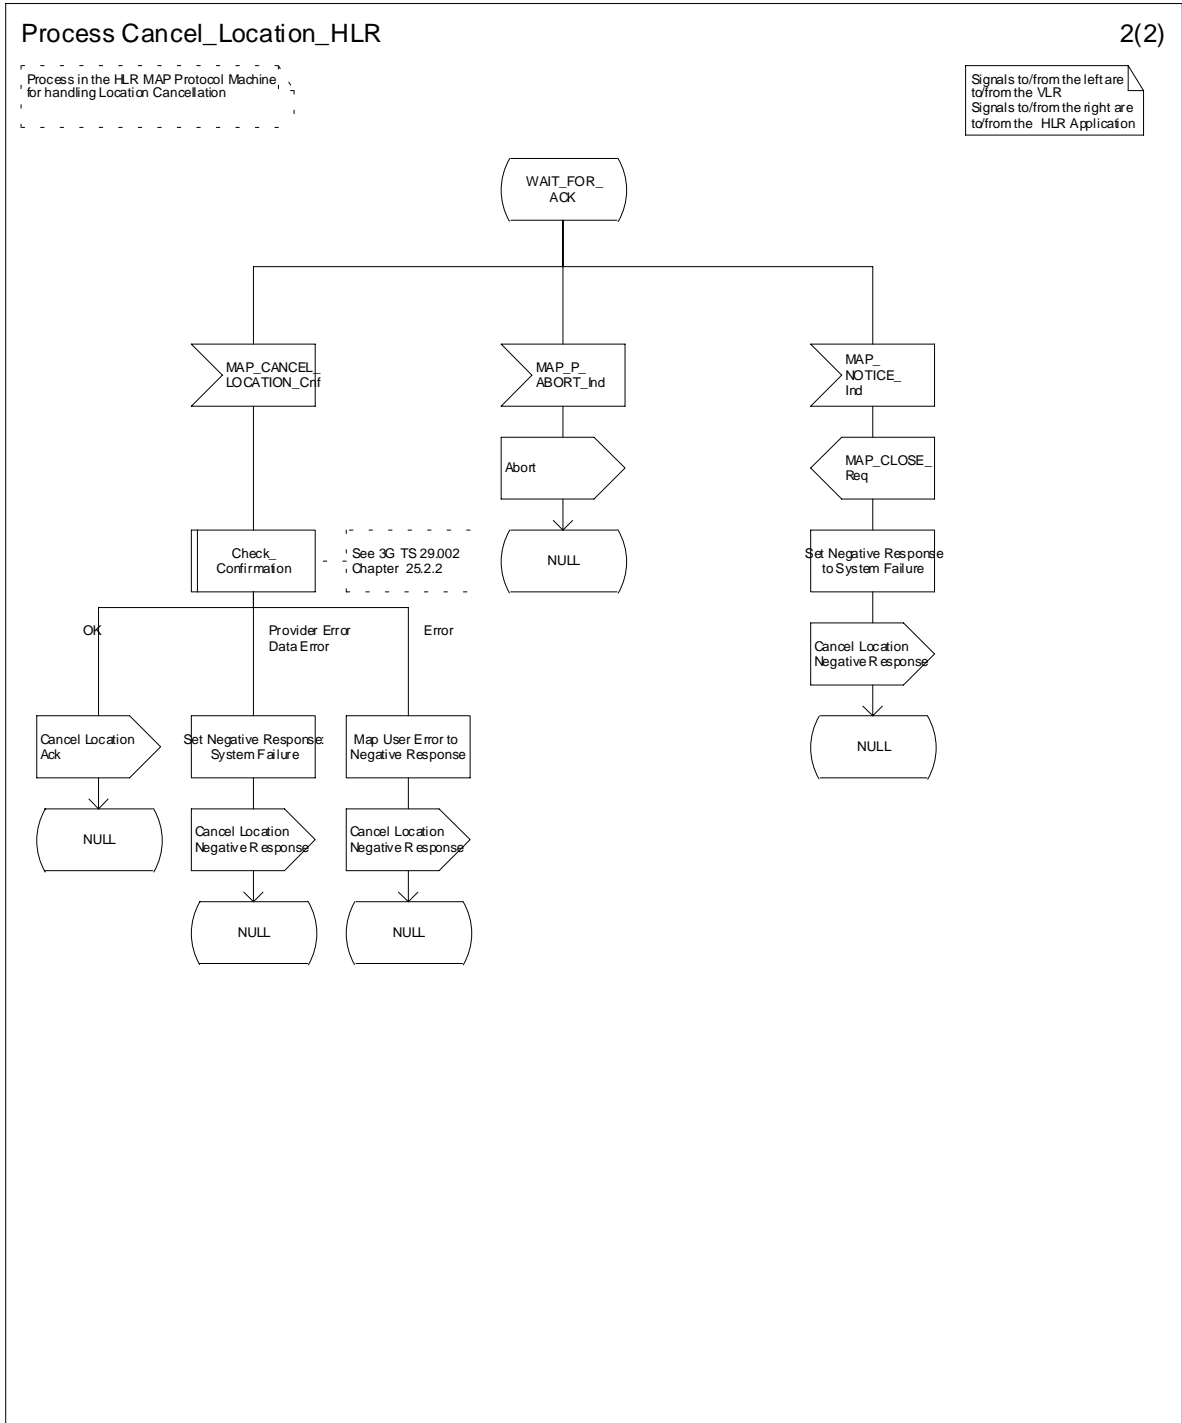 Process Cancel_Location_HLR
2(2)
Process in the HLR MAP Protocol Machine
for handling Location Cancellation
Signals to/from the left are
to/from the VLR
Signals to/from the right are
to/from the HLR Application
WAIT_FOR_
ACK
MAP_CANCEL_
LOCATION_Cnf
MAP_P_
ABORT_Ind
MAP_
NOTICE_
Ind
Abort
MAP_CLOSE_
Req
Check_
Confirmation
See 3G TS 29.002
Chapter 25.2.2
NULL
Set Negative Response
to System Failure
OK
Provider Error
Data Error
Error
Cancel Location
Negative Response
Cancel Location
Ack
Set Negative Response:
System Failure
Map User Error to
Negative Response
NULL
NULL
Cancel Location
Negative Response
Cancel Location
Negative Response
NULL
NULL